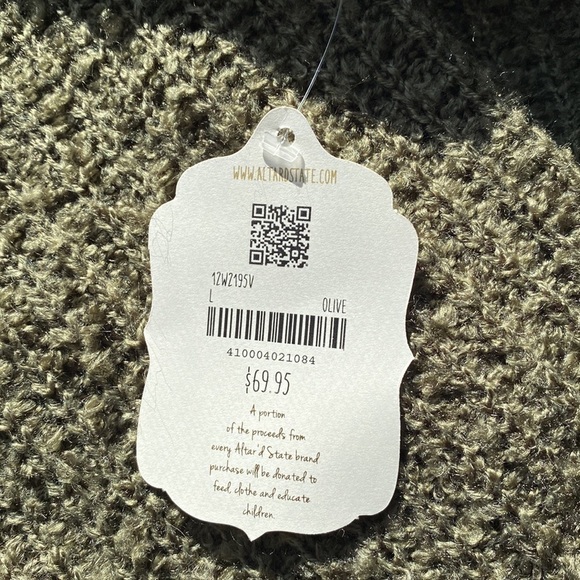 WWW.ALTARDSTATE.COM
12W2195V
L OLIVE
410004021084
$69.95
A portion
of the proceeds from
every Altar'd State brand
purchase will be donated to
feed, clothe and educate
children.